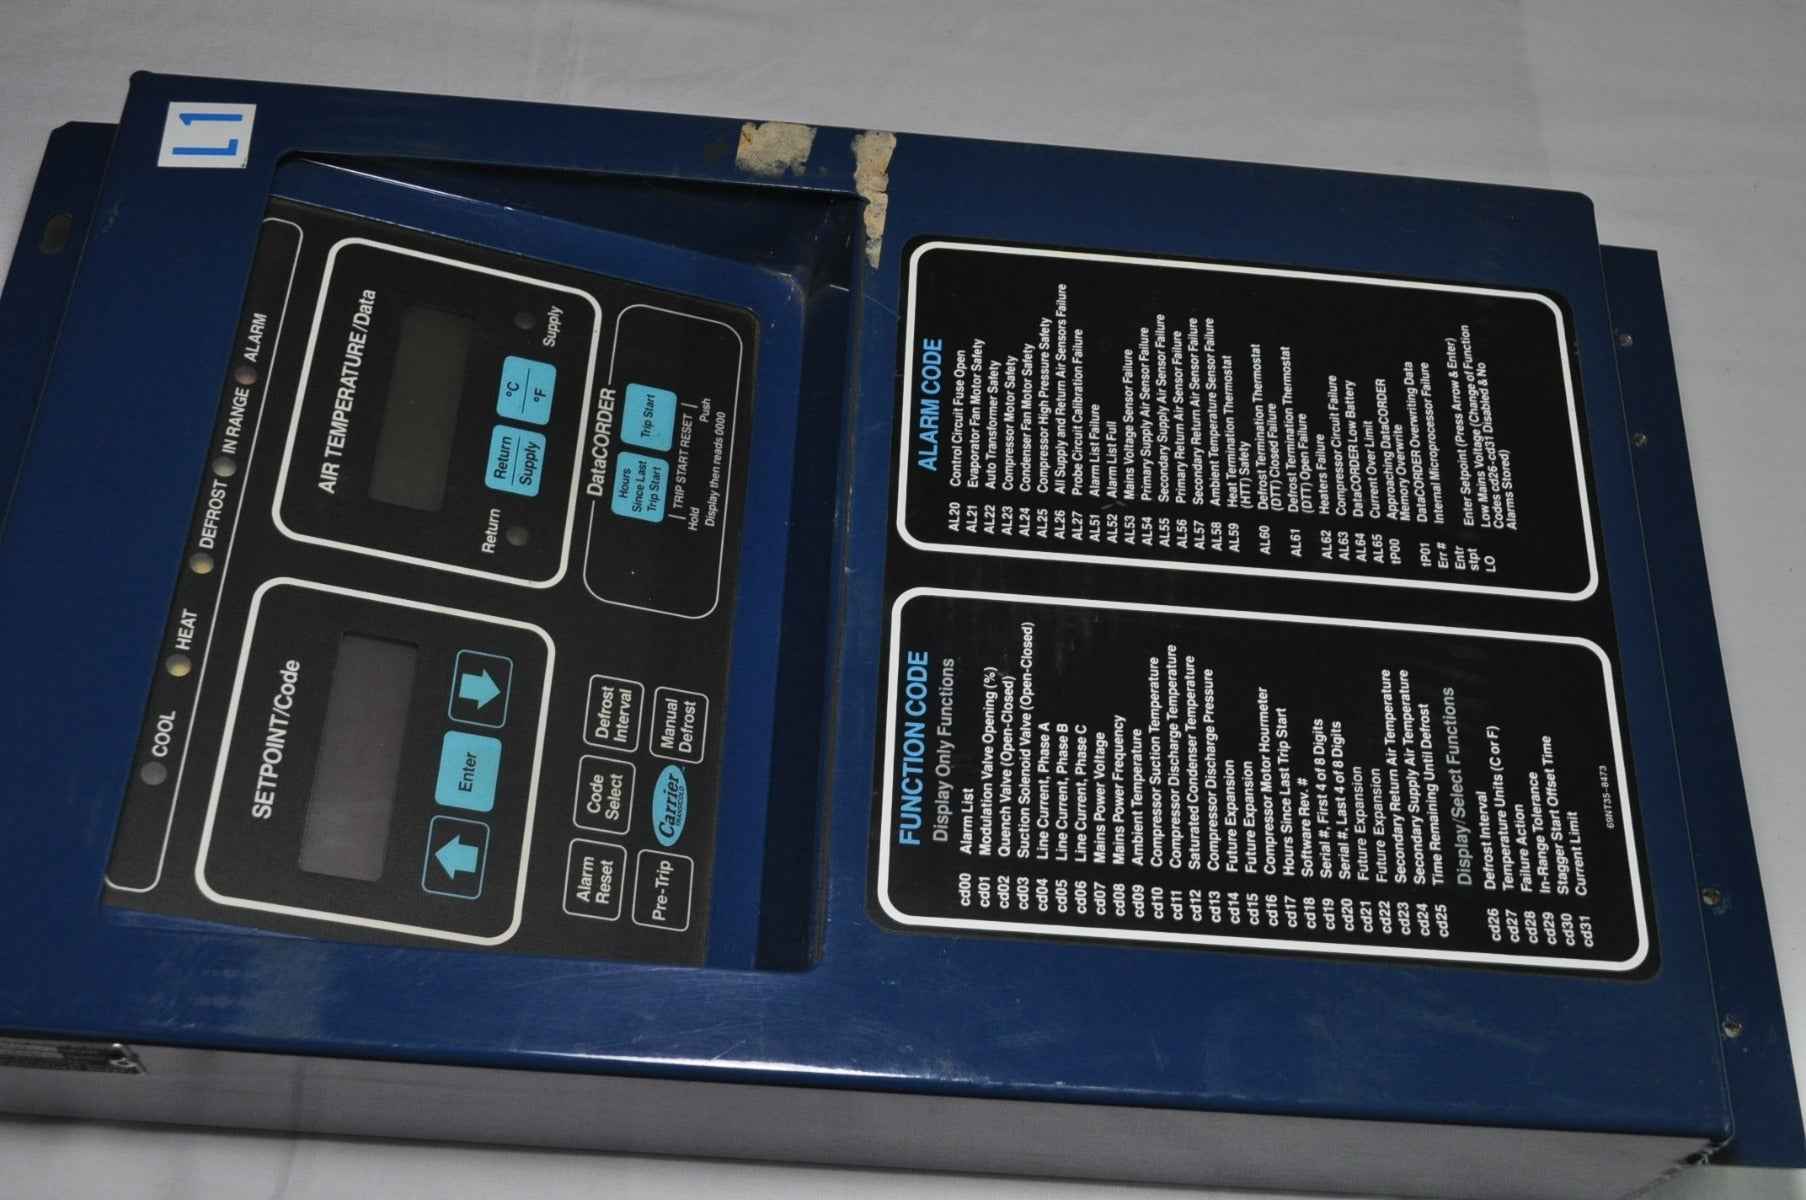 L1
COOL
HEAT
DEFROST
IN RANGE
ALARM
SETPOINT/Code
Enter
AIR TEMPERATURE/Data
Return
Supply
Return
Supply
°C
°F
Alarm
Reset
Code
Select
Defrost
Interval
Pre-Trip
Carrier
TRANSICOLD
Manual
Defrost
DataCORDER
Hours
Since Last
Trip Start
Trip Start
TRIP START RESET
Hold
Push
Display then reads 0000
FUNCTION CODE
Display Only Functions
cd00 Alarm List
cd01 Modulation Valve Opening (%)
cd02 Quench Valve (Open-Closed)
cd03 Suction Solenoid Valve (Open-Closed)
cd04 Line Current, Phase A
cd05 Line Current, Phase B
cd06 Line Current, Phase C
cd07 Mains Power Voltage
cd08 Mains Power Frequency
cd09 Ambient Temperature
cd10 Compressor Suction Temperature
cd11 Compressor Discharge Temperature
cd12 Saturated Condenser Temperature
cd13 Compressor Discharge Pressure
cd14 Future Expansion
cd15 Future Expansion
cd16 Compressor Motor Hourmeter
cd17 Hours Since Last Trip Start
cd18 Software Rev. #
cd19 Serial #, First 4 of 8 Digits
cd20 Serial #, Last 4 of 8 Digits
cd21 Future Expansion
cd22 Future Expansion
cd23 Secondary Return Air Temperature
cd24 Secondary Supply Air Temperature
cd25 Time Remaining Until Defrost
Display/Select Functions
cd26 Defrost Interval
cd27 Temperature Units (C or F)
cd28 Failure Action
cd29 In-Range Tolerance
cd30 Stagger Start Offset Time
cd31 Current Limit
69NT35-8473
ALARM CODE
AL20 Control Circuit Fuse Open
AL21 Evaporator Fan Motor Safety
AL22 Auto Transformer Safety
AL23 Compressor Motor Safety
AL24 Condenser Fan Motor Safety
AL25 Compressor High Pressure Safety
AL26 All Supply and Return Air Sensors Failure
AL27 Probe Circuit Calibration Failure
AL51 Alarm List Failure
AL52 Alarm List Full
AL53 Mains Voltage Sensor Failure
AL54 Primary Supply Air Sensor Failure
AL55 Secondary Supply Air Sensor Failure
AL56 Primary Return Air Sensor Failure
AL57 Secondary Return Air Sensor Failure
AL58 Ambient Temperature Sensor Failure
AL59 Heat Termination Thermostat
(HTT) Safety
AL60 Defrost Termination Thermostat
(DTT) Closed Failure
AL61 Defrost Termination Thermostat
(DTT) Open Failure
AL62 Heaters Failure
AL63 Compressor Circuit Failure
AL64 DataCORDER Low Battery
AL65 Current Over Limit
tP00 Approaching DataCORDER
Memory Overwrite
tP01 DataCORDER Overwriting Data
Err # Internal Microprocessor Failure
Entr
stpt Enter Setpoint (Press Arrow & Enter)
LO Low Mains Voltage (Change of Function
Codes cd26-cd31 Disabled & No
Alarms Stored)